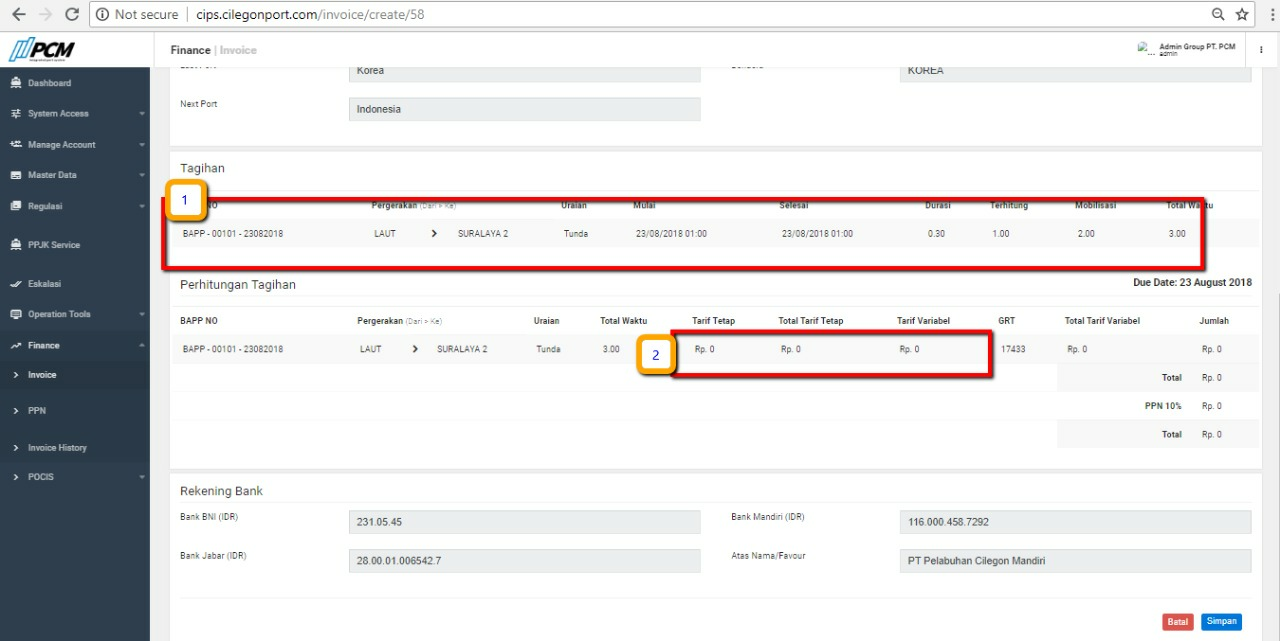 Not secure | cips.cilegonport.com/invoice/create/58
PCM
Finance | Invoice
Admin Group PT. PCM
admin
Dashboard
System Access
Manage Account
Master Data
Regulasi
PPJK Service
Eskalasi
Operation Tools
Finance
Invoice
PPN
Invoice History
POCIS
Korea
KOREA
Next Port
Indonesia
Tagihan
1
NO Pergerakan (Dari > Ke) Uraian Mulai Selesai Durasi Terhitung Mobilisasi Total Waktu
BAPP - 00101 - 23082018 LAUT > SURALAYA 2 Tunda 23/08/2018 01:00 23/08/2018 01:00 0.30 1.00 2.00 3.00
Perhitungan Tagihan
Due Date: 23 August 2018
BAPP NO Pergerakan (Dari > Ke) Uraian Total Waktu Tarif Tetap Total Tarif Tetap Tarif Variabel GRT Total Tarif Variabel Jumlah
BAPP - 00101 - 23082018 LAUT > SURALAYA 2 Tunda 3.00 2 Rp. 0 Rp. 0 Rp. 0 17433 Rp. 0 Rp. 0
Total Rp. 0
PPN 10% Rp. 0
Total Rp. 0
Rekening Bank
Bank BNI (IDR) 231.05.45
Bank Mandiri (IDR) 116.000.458.7292
Bank Jabar (IDR) 28.00.01.006542.7
Atas Nama/Favour PT Pelabuhan Cilegon Mandiri
Batal Simpan